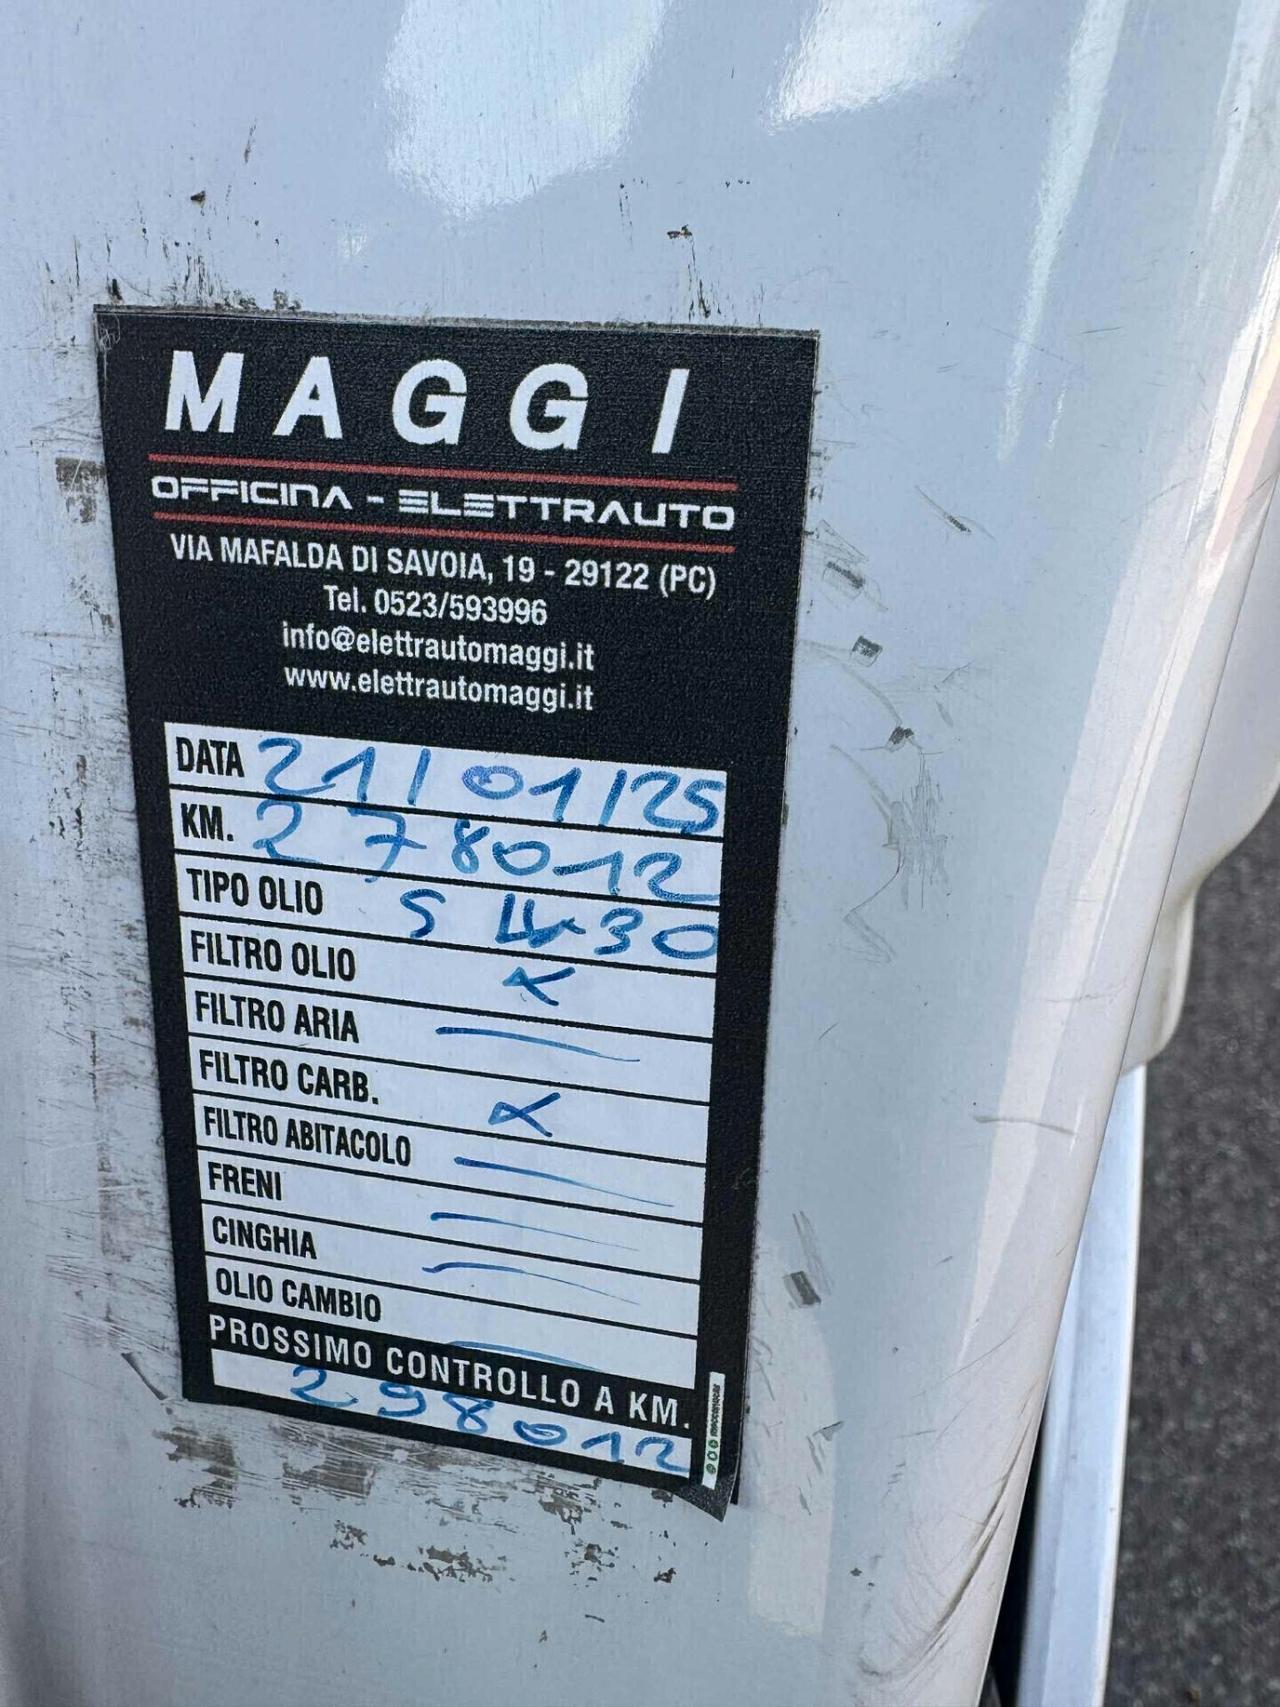 MAGGI
OFFICINA - ELETTRAUTO
VIA MAFALDA DI SAVOIA, 19 - 29122 (PC)
Tel. 0523/593996
info@elettrautomaggi.it
www.elettrautomaggi.it
DATA 21/01/25
KM. 278012
TIPO OLIO 5W30
FILTRO OLIO X
FILTRO ARIA —
FILTRO CARB. X
FILTRO ABITACOLO —
FRENI —
CINGHIA —
OLIO CAMBIO —
PROSSIMO CONTROLLO A KM.
298012